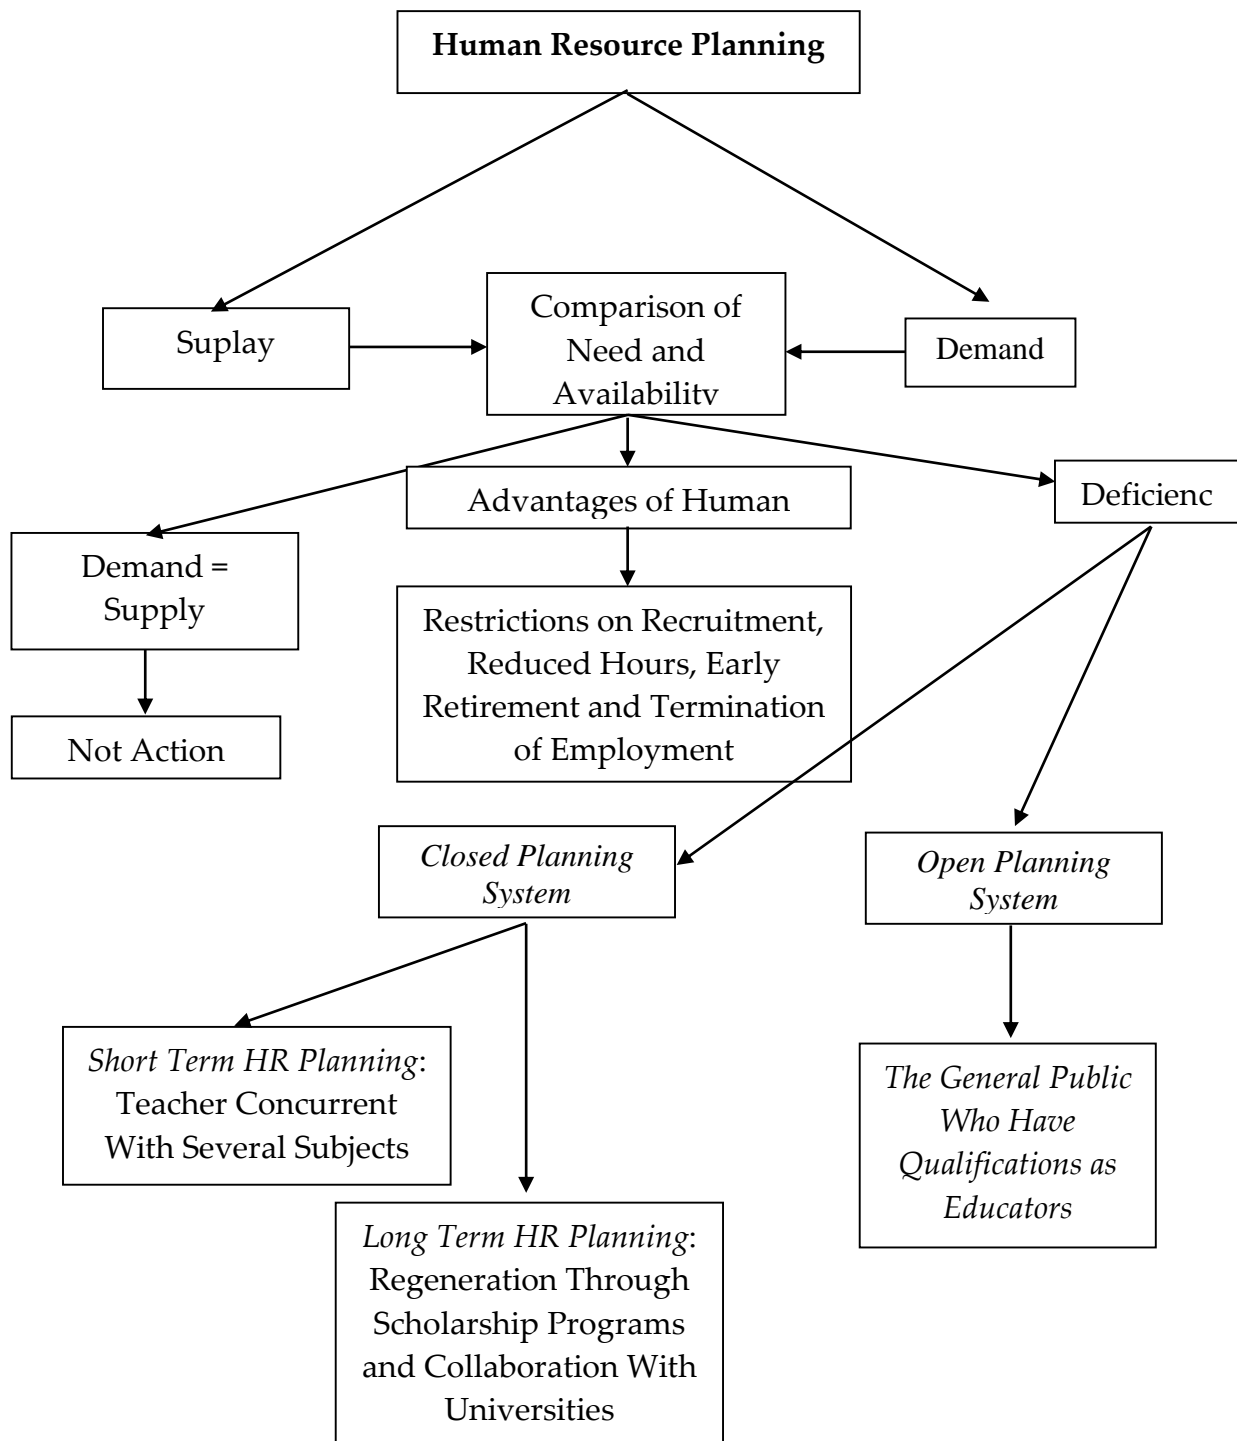 Human Resource Planning
Suplay
Comparison of
Need and
Availability
Demand
Advantages of Human
Deficienc
Demand =
Supply
Restrictions on Recruitment,
Reduced Hours, Early
Retirement and Termination
of Employment
Not Action
Closed Planning
System
Open Planning
System
Short Term HR Planning:
Teacher Concurrent
With Several Subjects
The General Public
Who Have
Qualifications as
Educators
Long Term HR Planning:
Regeneration Through
Scholarship Programs
and Collaboration With
Universities